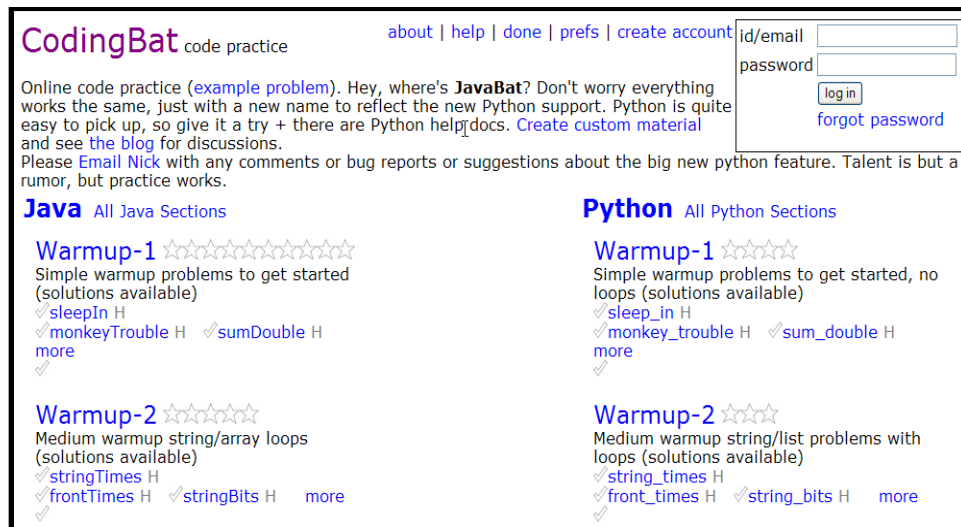 CodingBat code practice
about | help | done | prefs | create account
id/email
password
log in
forgot password
Online code practice (example problem). Hey, where's JavaBat? Don't worry everything
works the same, just with a new name to reflect the new Python support. Python is quite
easy to pick up, so give it a try + there are Python help docs. Create custom material
and see the blog for discussions.
Please Email Nick with any comments or bug reports or suggestions about the big new python feature. Talent is but a
rumor, but practice works.
Java All Java Sections
Warmup-1
Simple warmup problems to get started
(solutions available)
sleepIn H
monkeyTrouble H sumDouble H
more
Warmup-2
Medium warmup string/array loops
(solutions available)
stringTimes H
frontTimes H stringBits H more
Python All Python Sections
Warmup-1
Simple warmup problems to get started, no
loops (solutions available)
sleep_in H
monkey_trouble H sum_double H
more
Warmup-2
Medium warmup string/list problems with
loops (solutions available)
string_times H
front_times H string_bits H more